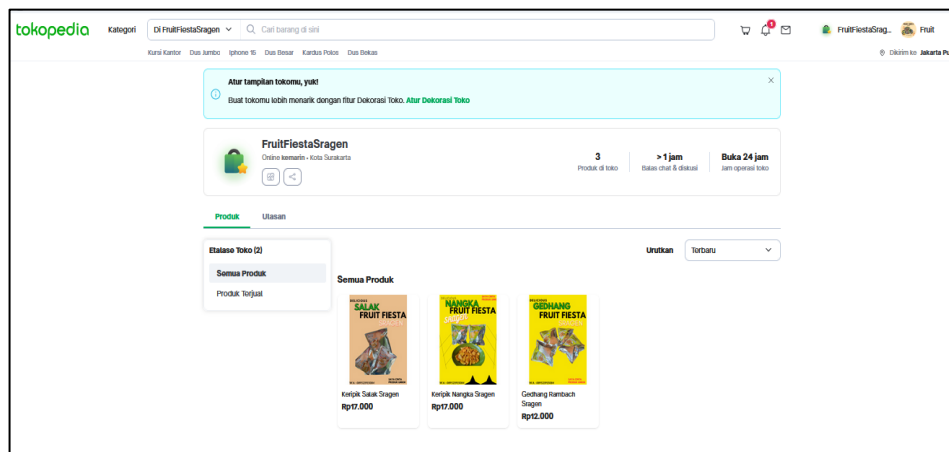 tokopedia
Kategori
Di FruitFiestaSragen
Cari barang di sini
FruitFiestaSrag...
Fruit
Kursi Kantor Dus Jumbo Iphone 15 Dus Besar Kardus Polos Dus Bekas
Dikirim ke Jakarta Pu
Atur tampilan tokomu, yuk!
Buat tokomu lebih menarik dengan fitur Dekorasi Toko. Atur Dekorasi Toko
FruitFiestaSragen
Online kemarin • Kota Surakarta
3
Produk di toko
> 1 jam
Balas chat & diskusi
Buka 24 jam
Jam operasi toko
Produk
Ulasan
Etalase Toko (2)
Semua Produk
Produk Terjual
Urutkan
Terbaru
Semua Produk
SALAK
FRUIT FIESTA
NANGKA
FRUIT FIESTA
GEDHANG
FRUIT FIESTA
Keripik Salak Sragen
Rp17.000
Keripik Nangka Sragen
Rp17.000
Gedhang Rambach
Sragen
Rp12.000